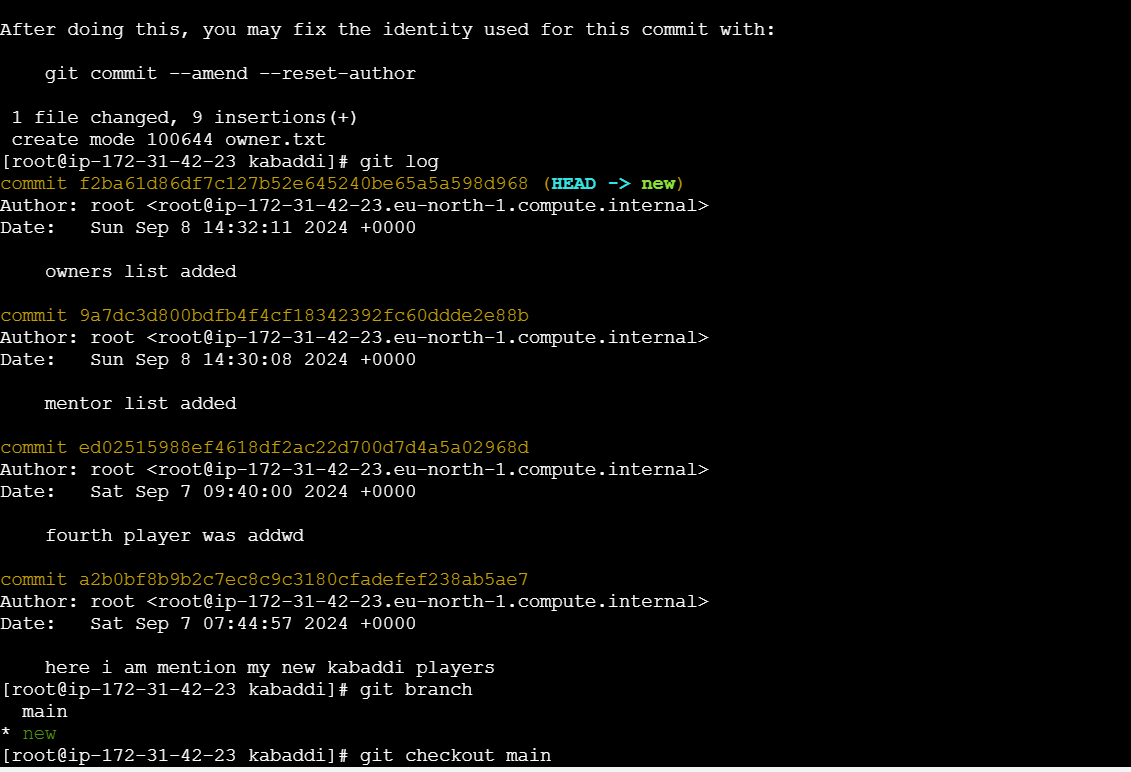 After doing this, you may fix the identity used for this commit with:
    git commit --amend --reset-author
 1 file changed, 9 insertions(+)
 create mode 100644 owner.txt
[root@ip-172-31-42-23 kabaddi]# git log
commit f2ba61d86df7c127b52e645240be65a5a598d968 (HEAD -> new)
Author: root <root@ip-172-31-42-23.eu-north-1.compute.internal>
Date:   Sun Sep 8 14:32:11 2024 +0000
    owners list added
commit 9a7dc3d800bdfb4f4cf18342392fc60ddde2e88b
Author: root <root@ip-172-31-42-23.eu-north-1.compute.internal>
Date:   Sun Sep 8 14:30:08 2024 +0000
    mentor list added
commit ed02515988ef4618df2ac22d700d7d4a5a02968d
Author: root <root@ip-172-31-42-23.eu-north-1.compute.internal>
Date:   Sat Sep 7 09:40:00 2024 +0000
    fourth player was addwd
commit a2b0bf8b9b2c7ec8c9c3180cfadefef238ab5ae7
Author: root <root@ip-172-31-42-23.eu-north-1.compute.internal>
Date:   Sat Sep 7 07:44:57 2024 +0000
    here i am mention my new kabaddi players
[root@ip-172-31-42-23 kabaddi]# git branch
  main
* new
[root@ip-172-31-42-23 kabaddi]# git checkout main